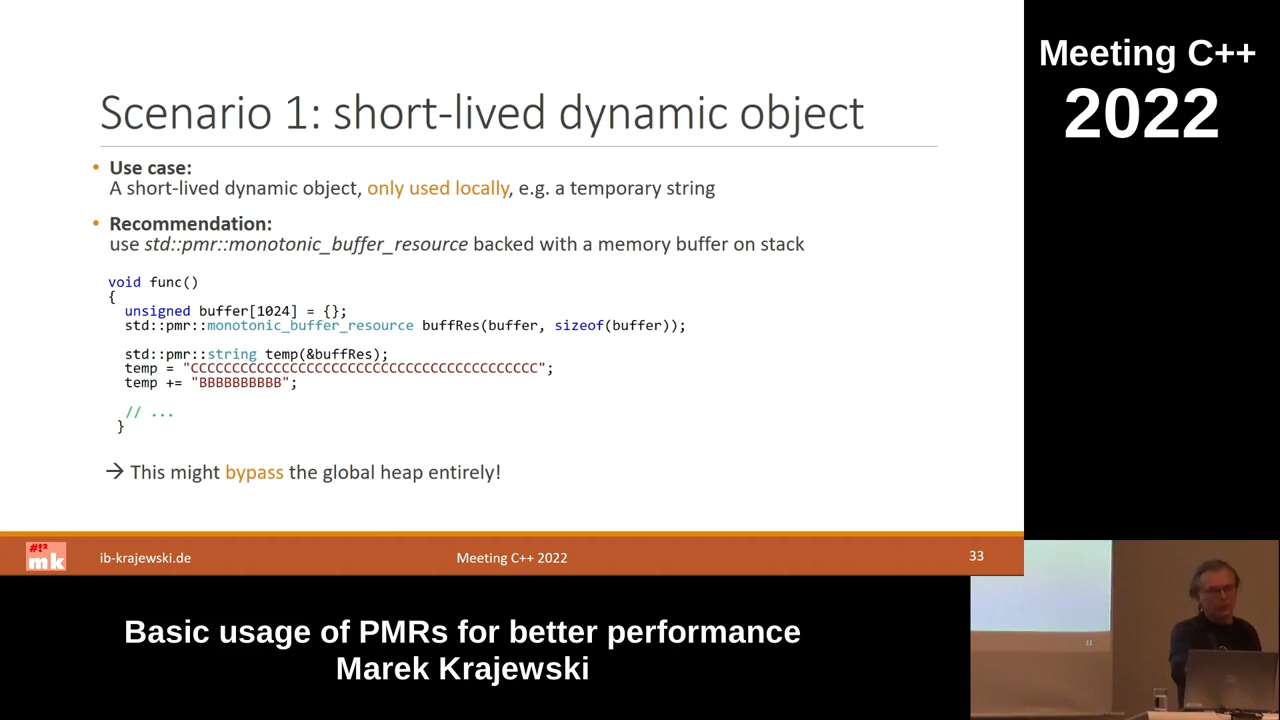 Meeting C++
2022
Scenario 1: short-lived dynamic object
• Use case:
A short-lived dynamic object, only used locally, e.g. a temporary string
• Recommendation:
use std::pmr::monotonic_buffer_resource backed with a memory buffer on stack
void func()
{
unsigned buffer[1024] = {};
std::pmr::monotonic_buffer_resource buffRes(buffer, sizeof(buffer));
std::pmr::string temp(&buffRes);
temp = "CCCCCCCCCCCCCCCCCCCCCCCCCCCCCCCCCCCCCCCCCC";
temp += "BBBBBBBBBB";
// ...
}
→ This might bypass the global heap entirely!
#!²
mk
ib-krajewski.de
Meeting C++ 2022
33
Basic usage of PMRs for better performance
Marek Krajewski